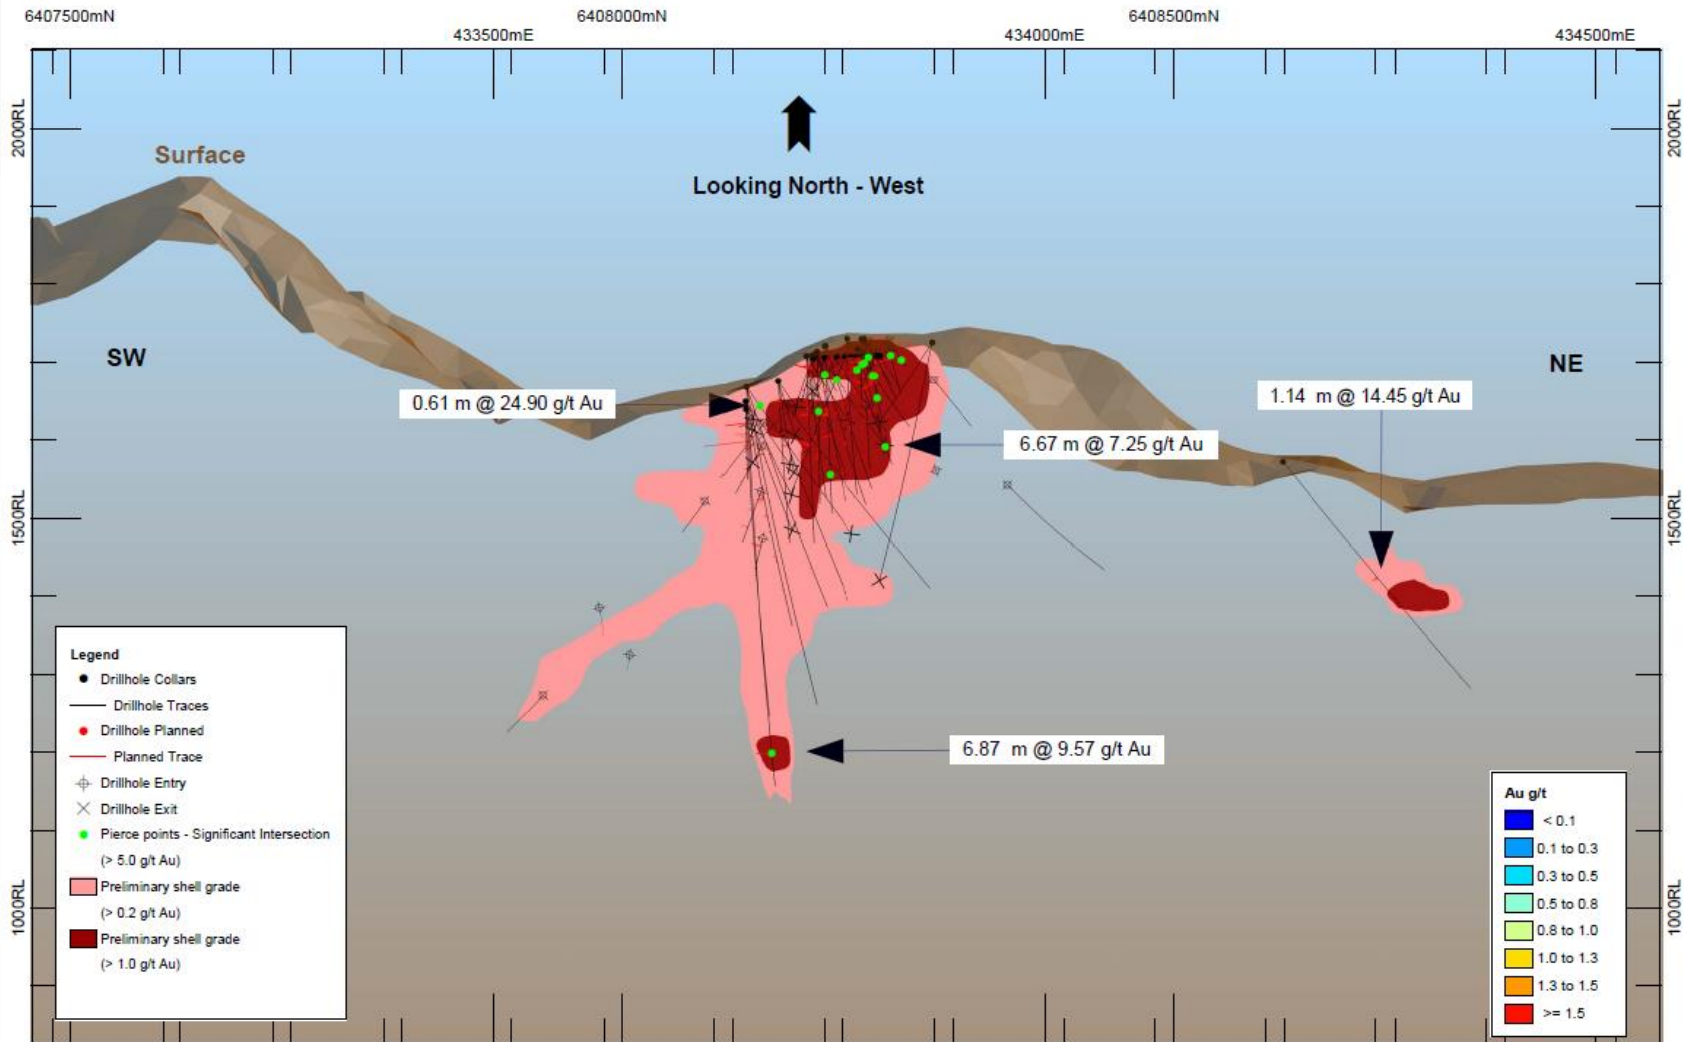 6407500mN
6408000mN
6408500mN
433500mE
434000mE
434500mE
2000RL
2000RL
Surface
Looking North - West
SW
NE
0.61 m @ 24.90 g/t Au
1.14 m @ 14.45 g/t Au
6.67 m @ 7.25 g/t Au
1500RL
1500RL
6.87 m @ 9.57 g/t Au
1000RL
1000RL
Legend
Drillhole Collars
Drillhole Traces
Drillhole Planned
Planned Trace
Drillhole Entry
Drillhole Exit
Pierce points - Significant Intersection
(> 5.0 g/t Au)
Preliminary shell grade
(> 0.2 g/t Au)
Preliminary shell grade
(> 1.0 g/t Au)
Au g/t
< 0.1
0.1 to 0.3
0.3 to 0.5
0.5 to 0.8
0.8 to 1.0
1.0 to 1.3
1.3 to 1.5
>= 1.5